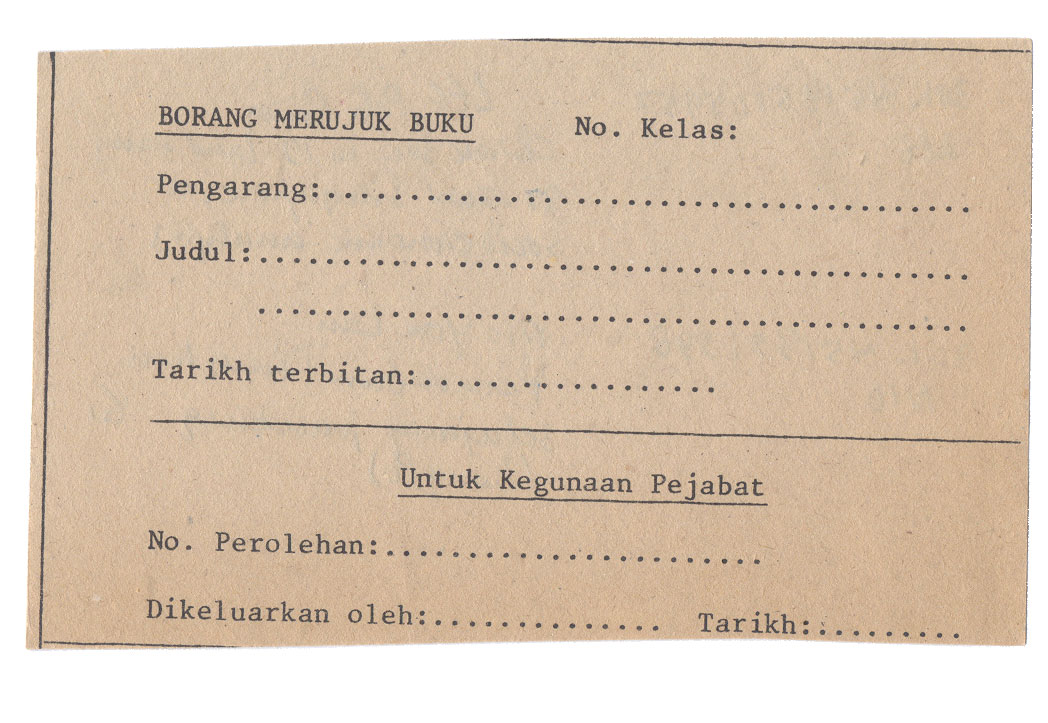 BORANG MERUJUK BUKU No. Kelas:
Pengarang:.......................................
Judul:...........................................
...........................................
Tarikh terbitan:..................
Untuk Kegunaan Pejabat
No. Perolehan:.......................
Dikeluarkan oleh:.............. Tarikh:.........